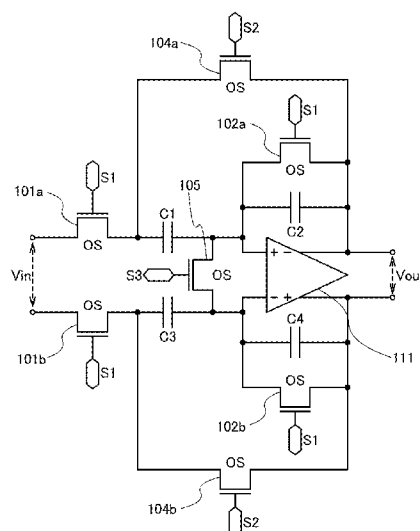 S2
104a
OS
S1
102a
S1
OS
101a
105
C1
C2
OS
OS
Vin
S3
+ -
Vou
- +
OS
C3
C4
111
101b
OS
S1
102b
S1
OS
104b
S2